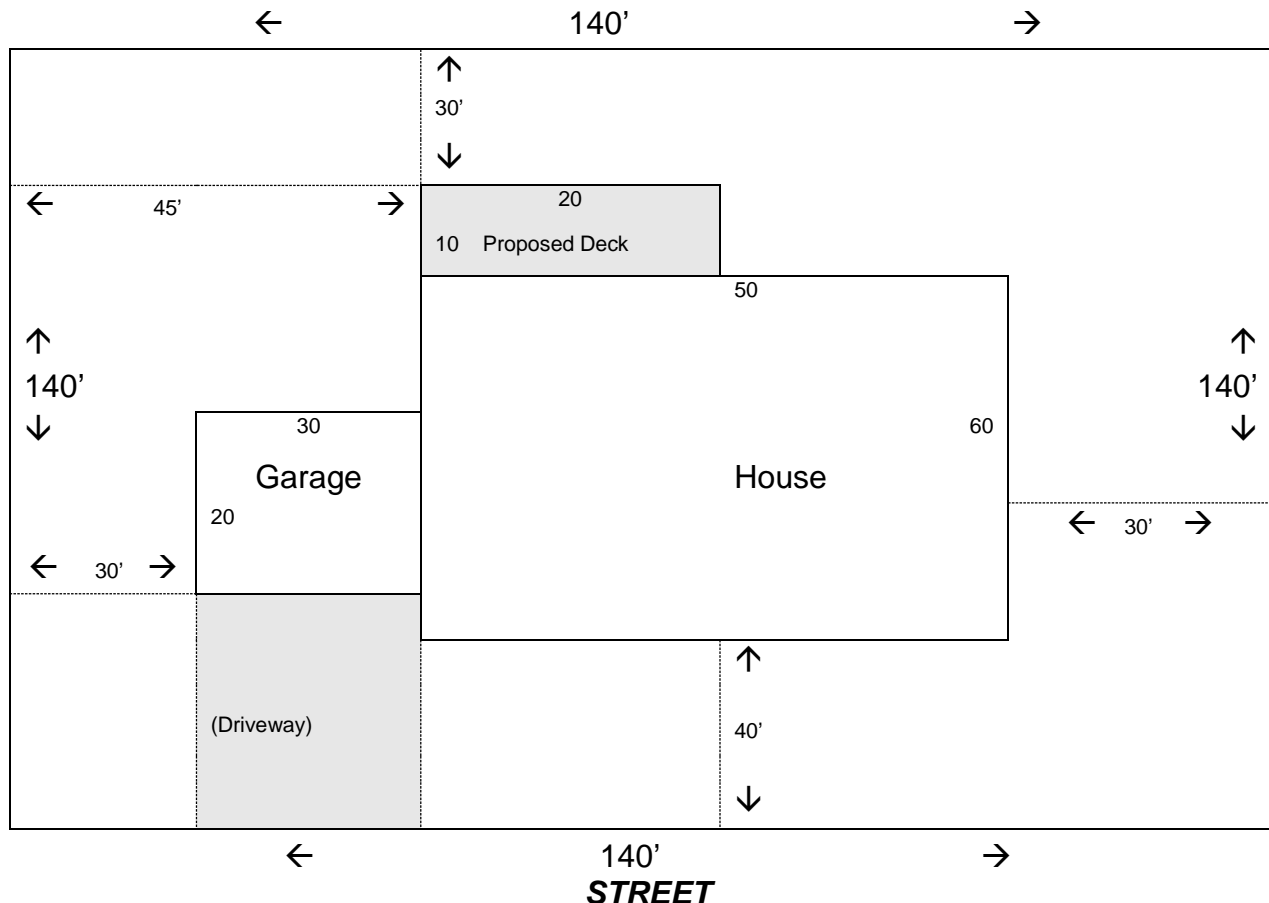 ← 140’ →
↑
30’
↓
← 45’ →
20
10 Proposed Deck
50
↑
140’
↓
↑
140’
↓
30
Garage
20
60
House
← 30’ →
← 30’ →
↑
40’
↓
(Driveway)
← 140’ →
STREET